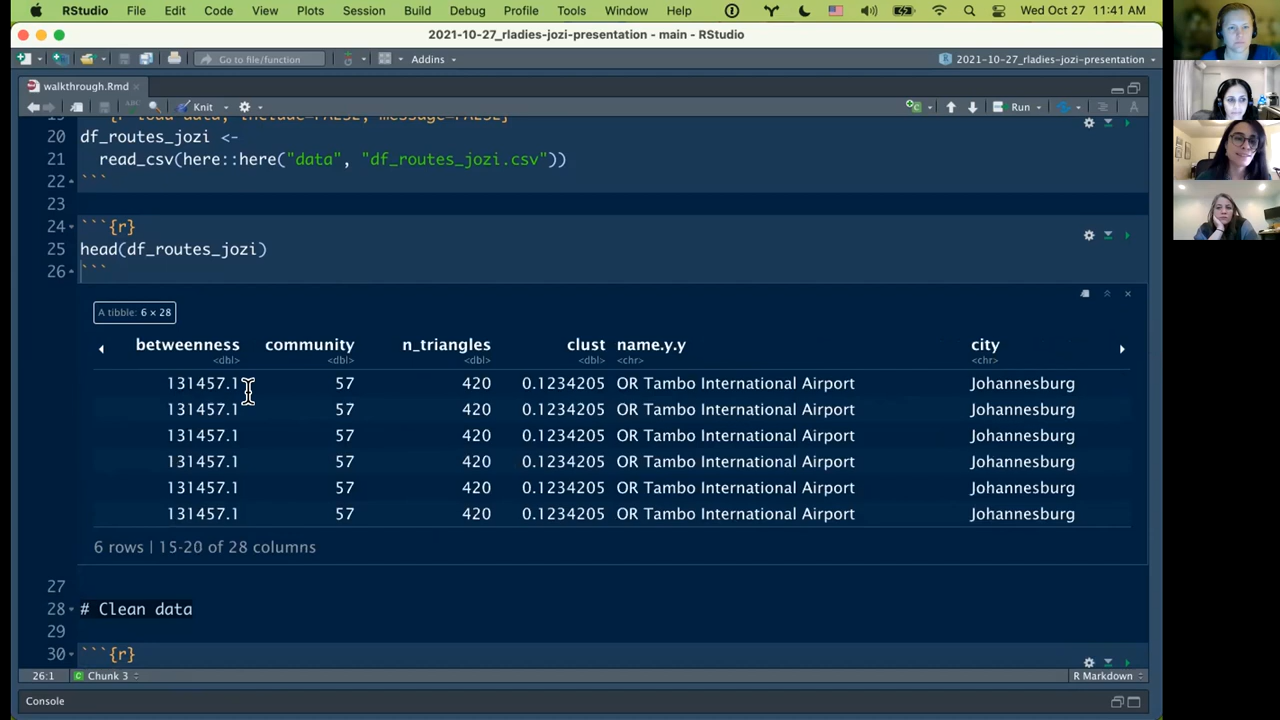 RStudio File Edit Code View Plots Session Build Debug Profile Tools Window Help Wed Oct 27 11:41 AM
2021-10-27_rladies-jozi-presentation - main - RStudio
Go to file/function Addins 2021-10-27_rladies-jozi-presentation
walkthrough.Rmd
Knit Run
19 ```{r load data, include=FALSE, message=FALSE}
20 df_routes_jozi <-
21 read_csv(here::here("data", "df_routes_jozi.csv"))
22 ```
23
24 ```{r}
25 head(df_routes_jozi)
26 ```
A tibble: 6 × 28
betweenness community n_triangles clust name.y.y city
<dbl> <dbl> <dbl> <dbl> <chr> <chr>
131457.1 57 420 0.1234205 OR Tambo International Airport Johannesburg
131457.1 57 420 0.1234205 OR Tambo International Airport Johannesburg
131457.1 57 420 0.1234205 OR Tambo International Airport Johannesburg
131457.1 57 420 0.1234205 OR Tambo International Airport Johannesburg
131457.1 57 420 0.1234205 OR Tambo International Airport Johannesburg
131457.1 57 420 0.1234205 OR Tambo International Airport Johannesburg
6 rows | 15-20 of 28 columns
27
28 # Clean data
29
30 ```{r}
26:1 Chunk 3 R Markdown
Console